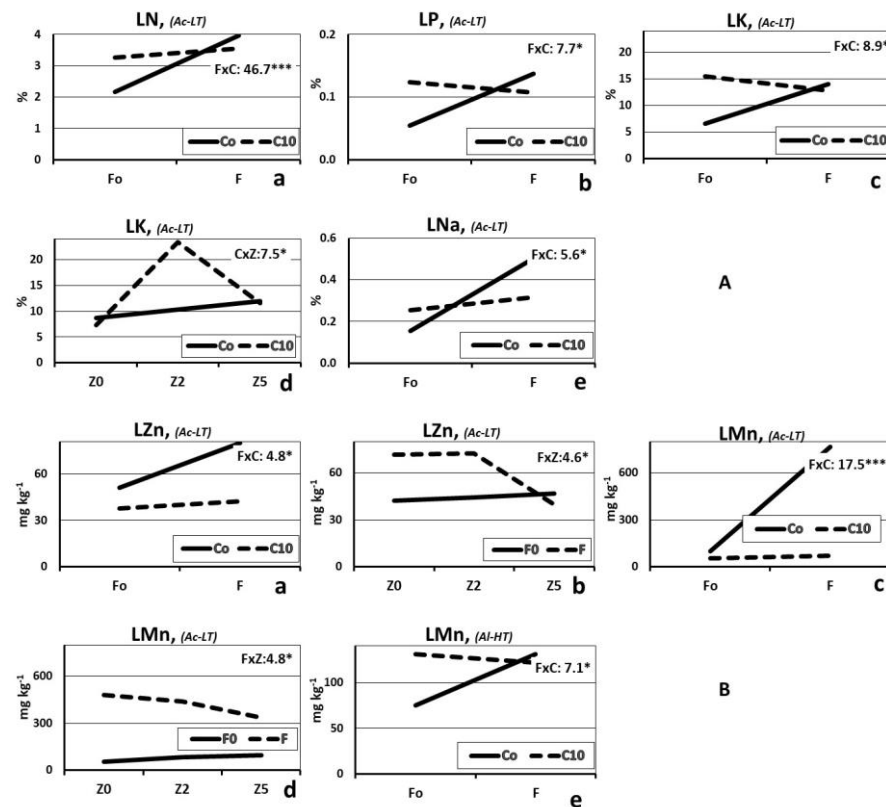 LN, (Ac-LT)
4
3
2
1
0
%
FxC: 46.7***
Co C10
Fo F
a
LP, (Ac-LT)
0.2
0.1
0.0
%
FxC: 7.7*
Co C10
Fo F
b
LK, (Ac-LT)
20
15
10
5
0
%
FxC: 8.9*
Co C10
Fo F
c
LK, (Ac-LT)
20
15
10
5
0
%
CxZ:7.5*
Co C10
Z0 Z2 Z5
d
LNa, (Ac-LT)
0.6
0.4
0.2
0.0
%
FxC: 5.6*
Co C10
Fo F
e
A
LZn, (Ac-LT)
60
30
0
mg kg-1
FxC: 4.8*
Co C10
Fo F
a
LZn, (Ac-LT)
60
30
0
mg kg-1
FxZ:4.6*
F0 F
Z0 Z2 Z5
b
LMn, (Ac-LT)
600
300
0
mg kg-1
FxC: 17.5***
Co C10
Fo F
c
LMn, (Ac-LT)
600
300
0
mg kg-1
FxZ:4.8*
F0 F
Z0 Z2 Z5
d
LMn, (Al-HT)
100
50
0
mg kg-1
FxC: 7.1*
Co C10
Fo F
e
B